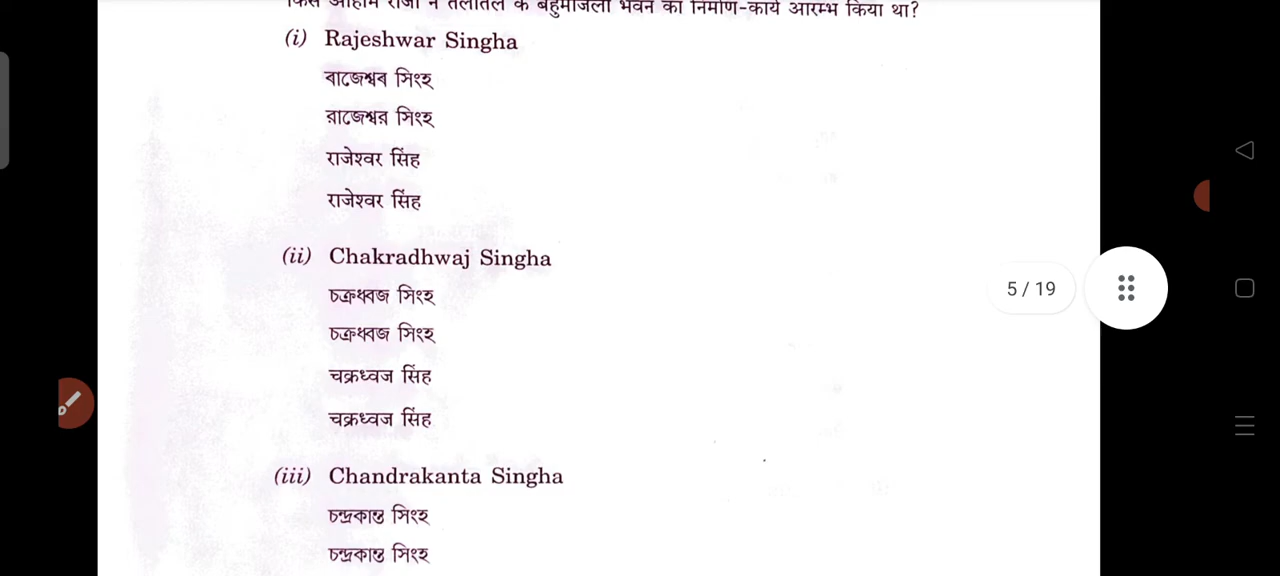 किस आहोम राजा ने तलातल के बहुमंजिला भवन का निर्माण-कार्य आरम्भ किया था?
(i) Rajeshwar Singha
ৰাজেশ্বৰ সিংহ
রাজেশ্বর সিংহ
राजेश्वर सिंह
राजेश्वर सिंह
(ii) Chakradhwaj Singha
চক্ৰধ্বজ সিংহ
চক্রধ্বজ সিংহ
चक्रध्वज सिंह
चक्रध्वज सिंह
5 / 19
(iii) Chandrakanta Singha
চন্দ্ৰকান্ত সিংহ
চন্দ্রকান্ত সিংহ